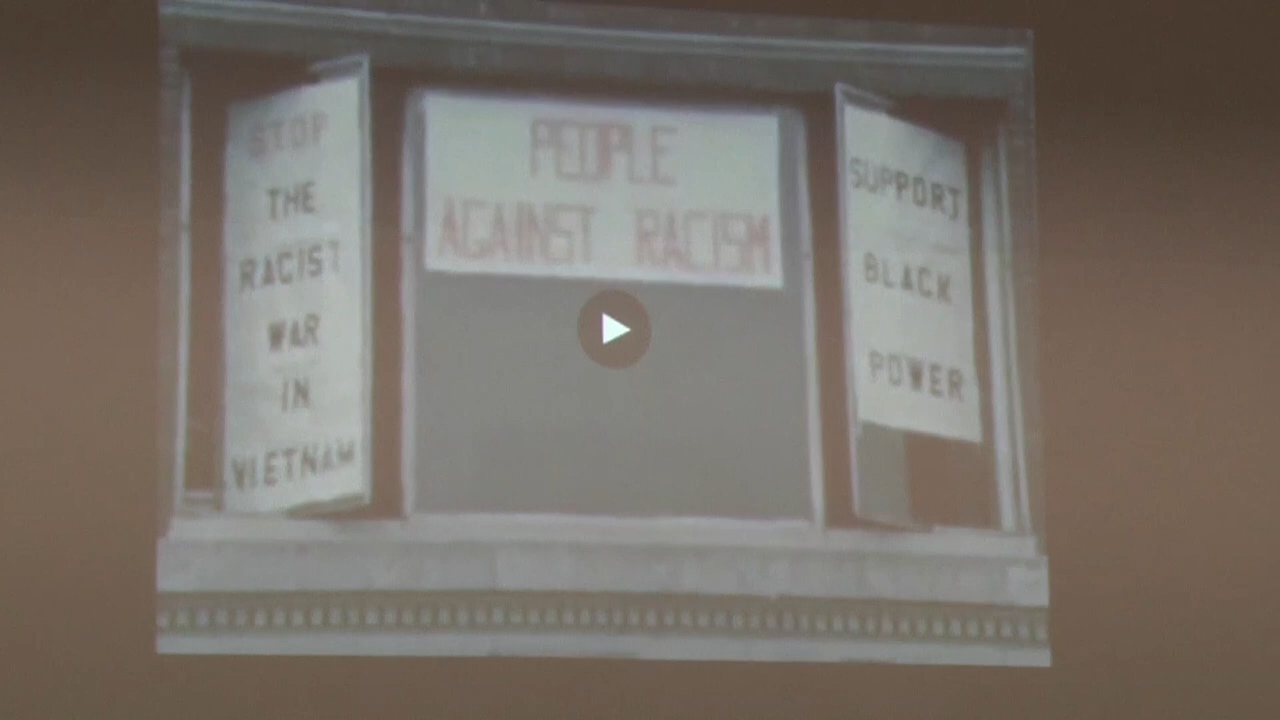 STOP
THE
RACIST
WAR
IN
VIETNAM
PEOPLE
AGAINST RACISM
SUPPORT
BLACK
POWER